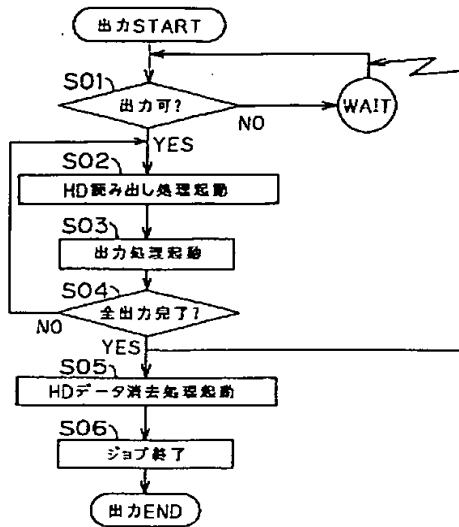 出力START
S01
出力可?
NO
WAIT
YES
S02
HD読み出し処理起動
S03
出力処理起動
S04
全出力完了?
NO
YES
S05
HDデータ消去処理起動
S06
ジョブ終了
出力END